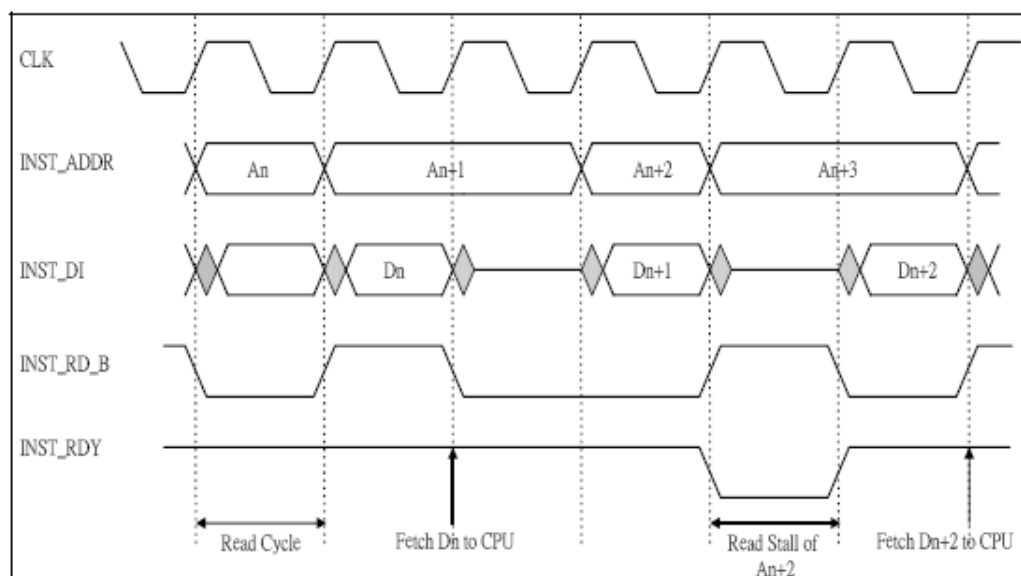 CLK
INST_ADDR
An
An+1
An+2
An+3
INST_DI
Dn
Dn+1
Dn+2
INST_RD_B
INST_RDY
Read Cycle
Fetch Dn to CPU
Read Stall of
An+2
Fetch Dn+2 to CPU